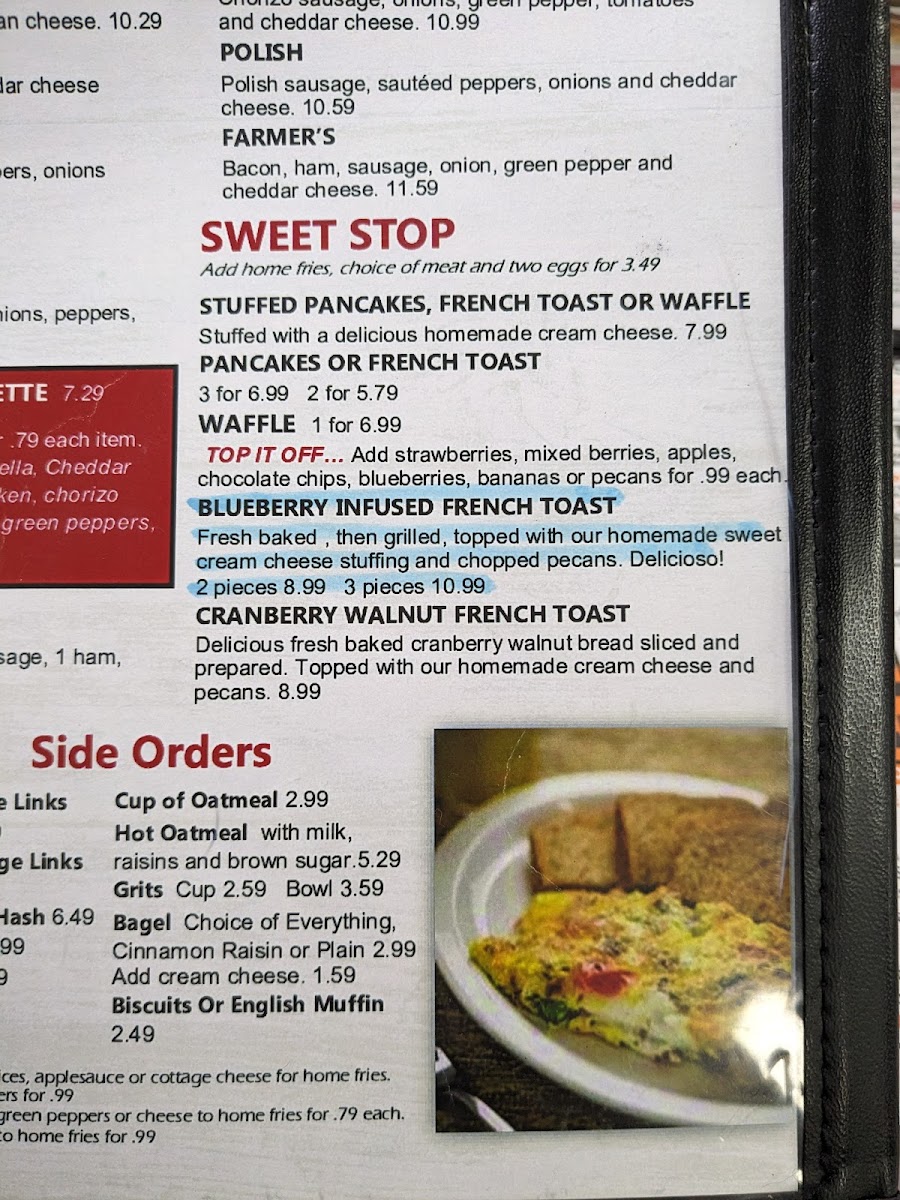 an cheese. 10.29
dar cheese
ers, onions
nions, peppers,
ETTE 7.29
.79 each item.
ella, Cheddar
ken, chorizo
green peppers,
sage, 1 ham,
Chorizo sausage, onions, green pepper, tomatoes
and cheddar cheese. 10.99
POLISH
Polish sausage, sautéed peppers, onions and cheddar
cheese. 10.59
FARMER'S
Bacon, ham, sausage, onion, green pepper and
cheddar cheese. 11.59
SWEET STOP
Add home fries, choice of meat and two eggs for 3.49
STUFFED PANCAKES, FRENCH TOAST OR WAFFLE
Stuffed with a delicious homemade cream cheese. 7.99
PANCAKES OR FRENCH TOAST
3 for 6.99 2 for 5.79
WAFFLE 1 for 6.99
TOP IT OFF... Add strawberries, mixed berries, apples,
chocolate chips, blueberries, bananas or pecans for .99 each.
BLUEBERRY INFUSED FRENCH TOAST
Fresh baked , then grilled, topped with our homemade sweet
cream cheese stuffing and chopped pecans. Delicioso!
2 pieces 8.99 3 pieces 10.99
CRANBERRY WALNUT FRENCH TOAST
Delicious fresh baked cranberry walnut bread sliced and
prepared. Topped with our homemade cream cheese and
pecans. 8.99
Side Orders
e Links
ge Links
Hash 6.49
99
9
Cup of Oatmeal 2.99
Hot Oatmeal with milk,
raisins and brown sugar.5.29
Grits Cup 2.59 Bowl 3.59
Bagel Choice of Everything,
Cinnamon Raisin or Plain 2.99
Add cream cheese. 1.59
Biscuits Or English Muffin
2.49
ices, applesauce or cottage cheese for home fries.
ers for .99
green peppers or cheese to home fries for .79 each.
to home fries for .99